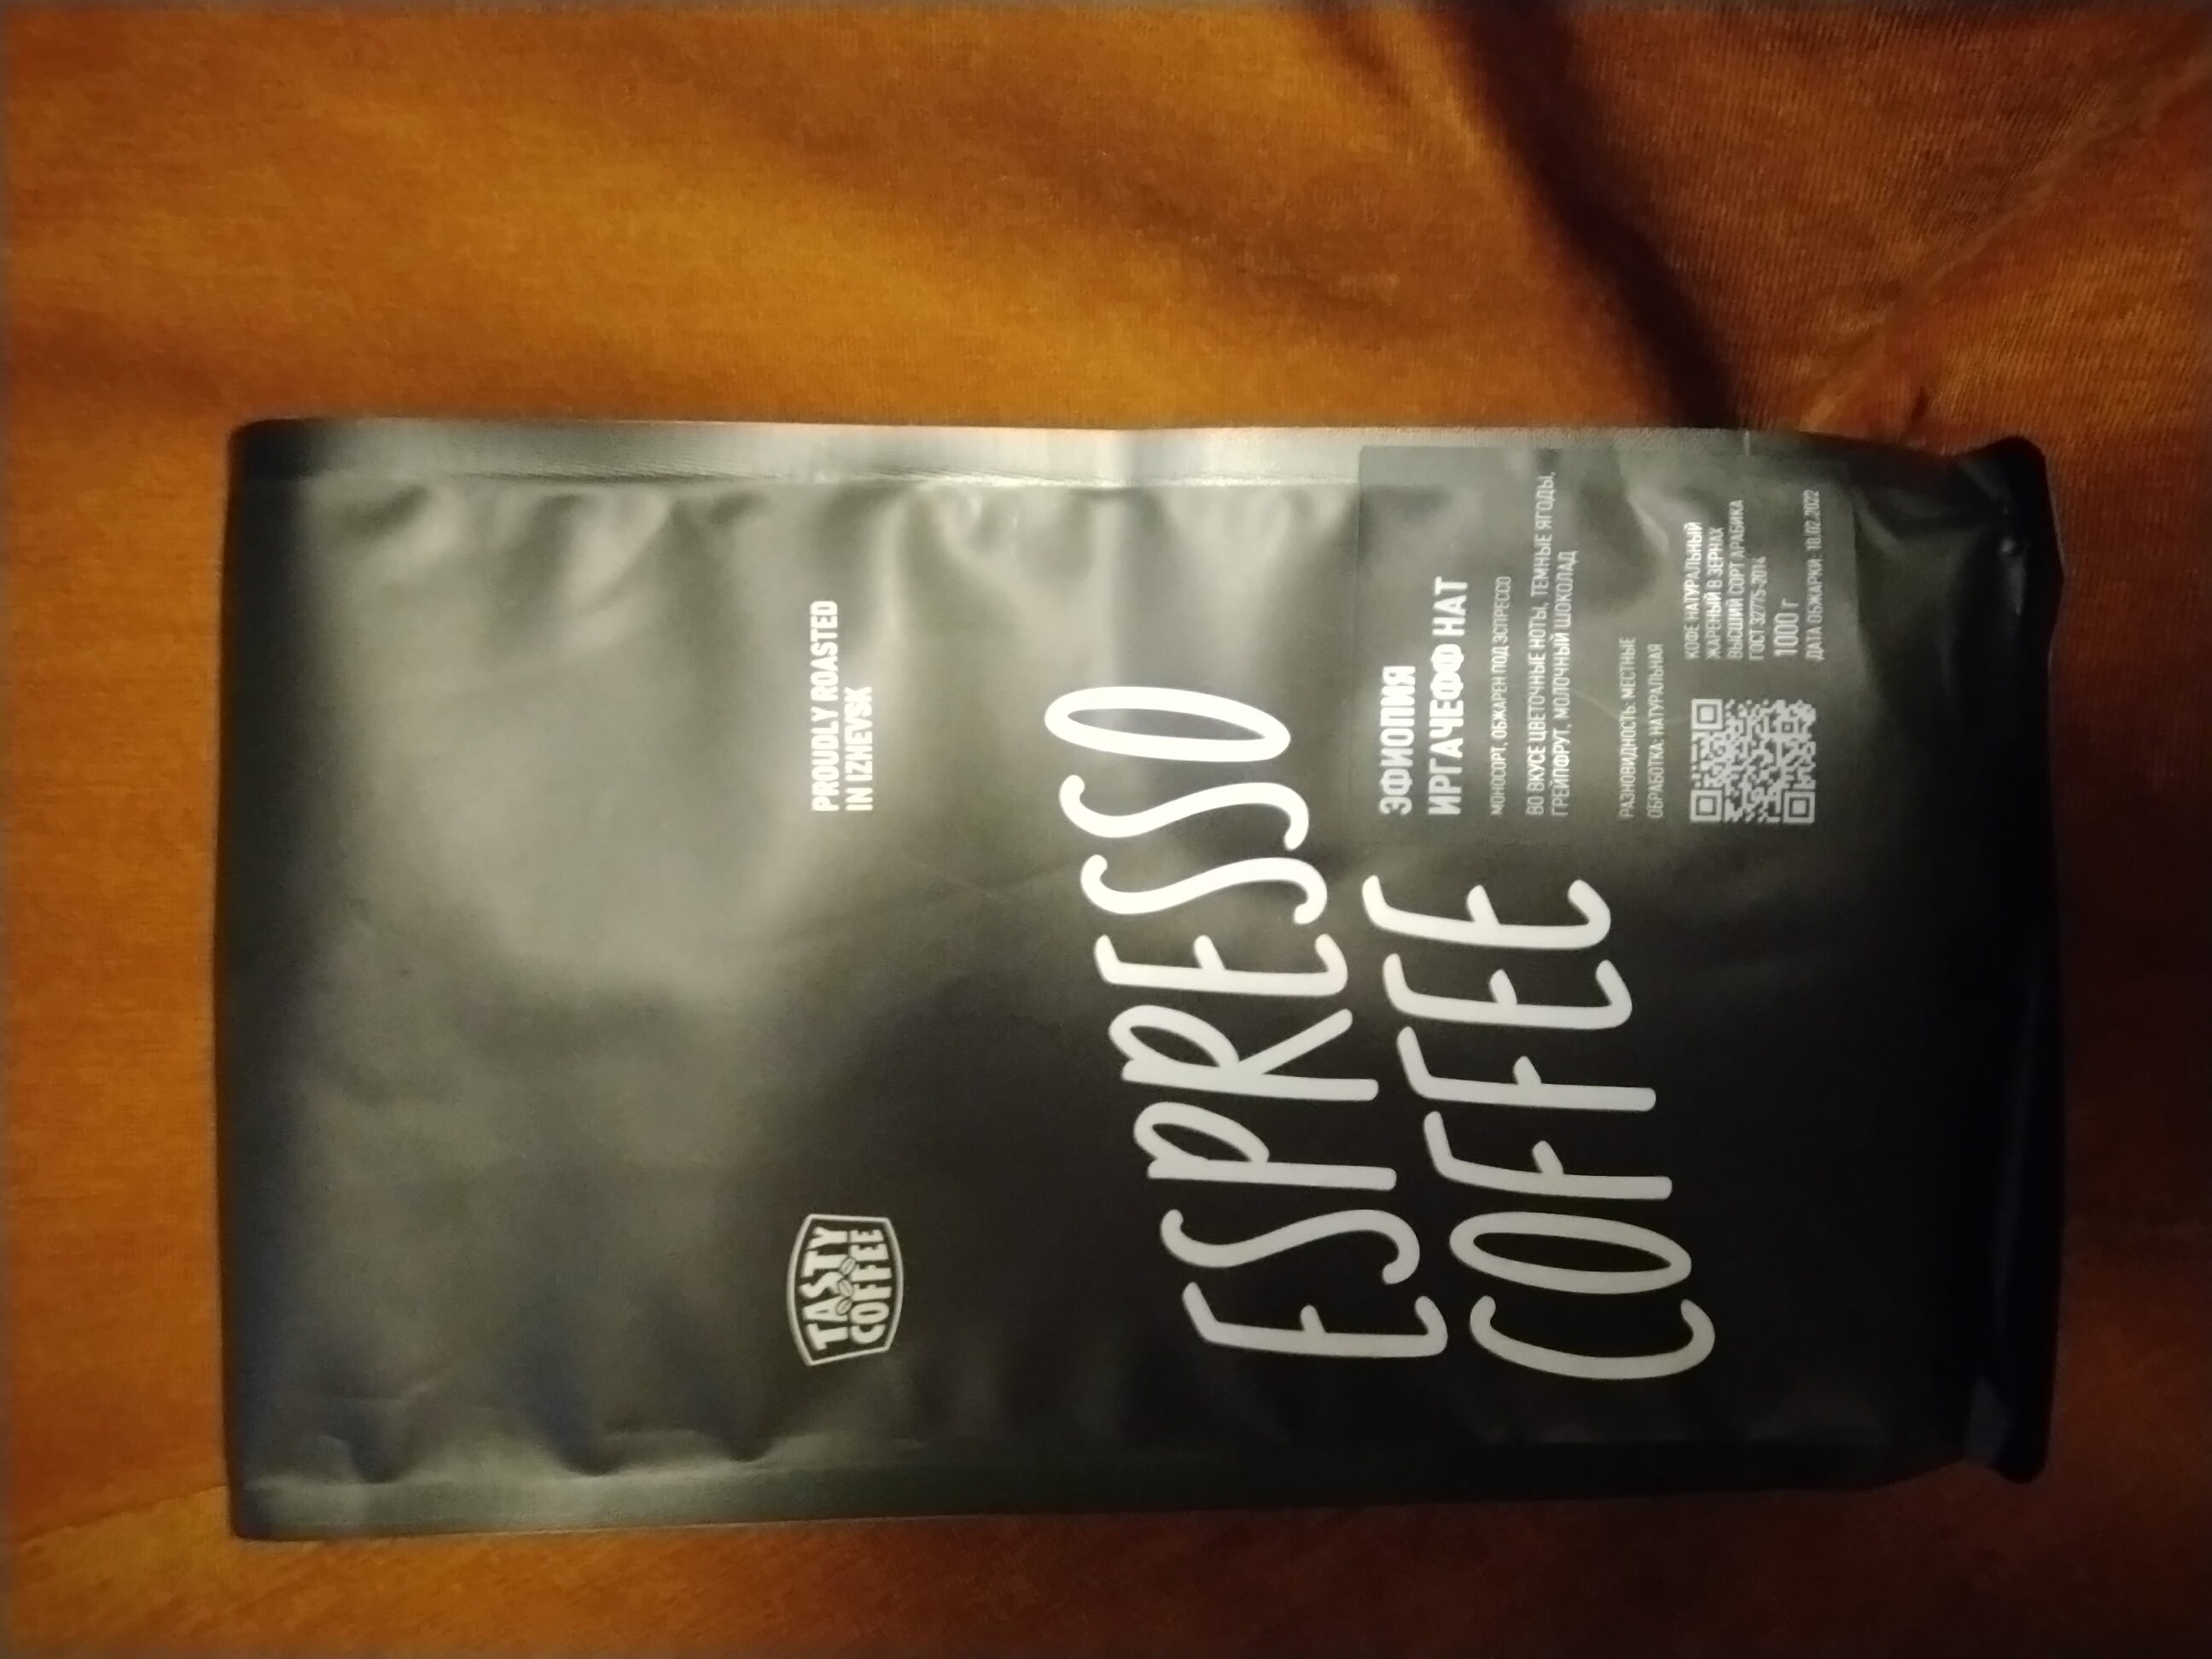 TASTY
COFFEE
PROUDLY ROASTED
IN IZHEVSK
ESPRESSO
COFFEE
ЭФИОПИЯ
ИРГАЧЕФФ НАТ
МОНОСОРТ, ОБЖАРЕН ПОД ЭСПРЕССО
ВО ВКУСЕ ЦВЕТОЧНЫЕ НОТЫ, ТЕМНЫЕ ЯГОДЫ,
ГРЕЙПФРУТ, МОЛОЧНЫЙ ШОКОЛАД
РАЗНОВИДНОСТЬ: МЕСТНЫЕ
ОБРАБОТКА: НАТУРАЛЬНАЯ
КОФЕ НАТУРАЛЬНЫЙ
ЖАРЕНЫЙ В ЗЕРНАХ
ВЫСШИЙ СОРТ АРАБИКА
ГОСТ 32775-2014
1000 г
ДАТА ОБЖАРКИ: 10.02.2022